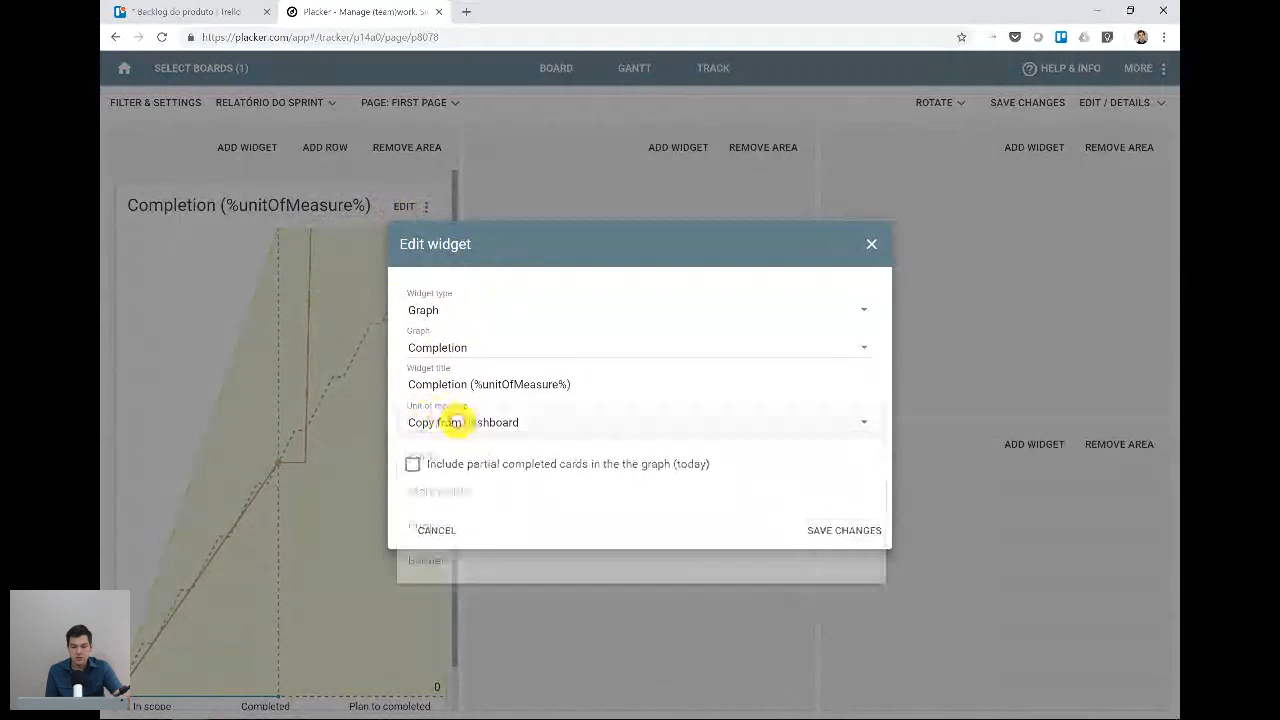 * Backlog do produto | Trello
Placker - Manage (team)work. Si
https://placker.com/app#/tracker/p14a0/page/p8078
SELECT BOARDS (1)
BOARD
GANTT
TRACK
HELP & INFO
MORE
FILTER & SETTINGS
RELATÓRIO DO SPRINT
PAGE: FIRST PAGE
ROTATE
SAVE CHANGES
EDIT / DETAILS
ADD WIDGET
ADD ROW
REMOVE AREA
ADD WIDGET
REMOVE AREA
ADD WIDGET
REMOVE AREA
Completion (%unitOfMeasure%)
EDIT
Edit widget
Widget type
Graph
Graph
Completion
Widget title
Completion (%unitOfMeasure%)
Unit of
Copy from
Include partial completed cards in the the graph (today)
CANCEL
SAVE CHANGES
ADD WIDGET
REMOVE AREA
0
In scope
Completed
Plan to completed